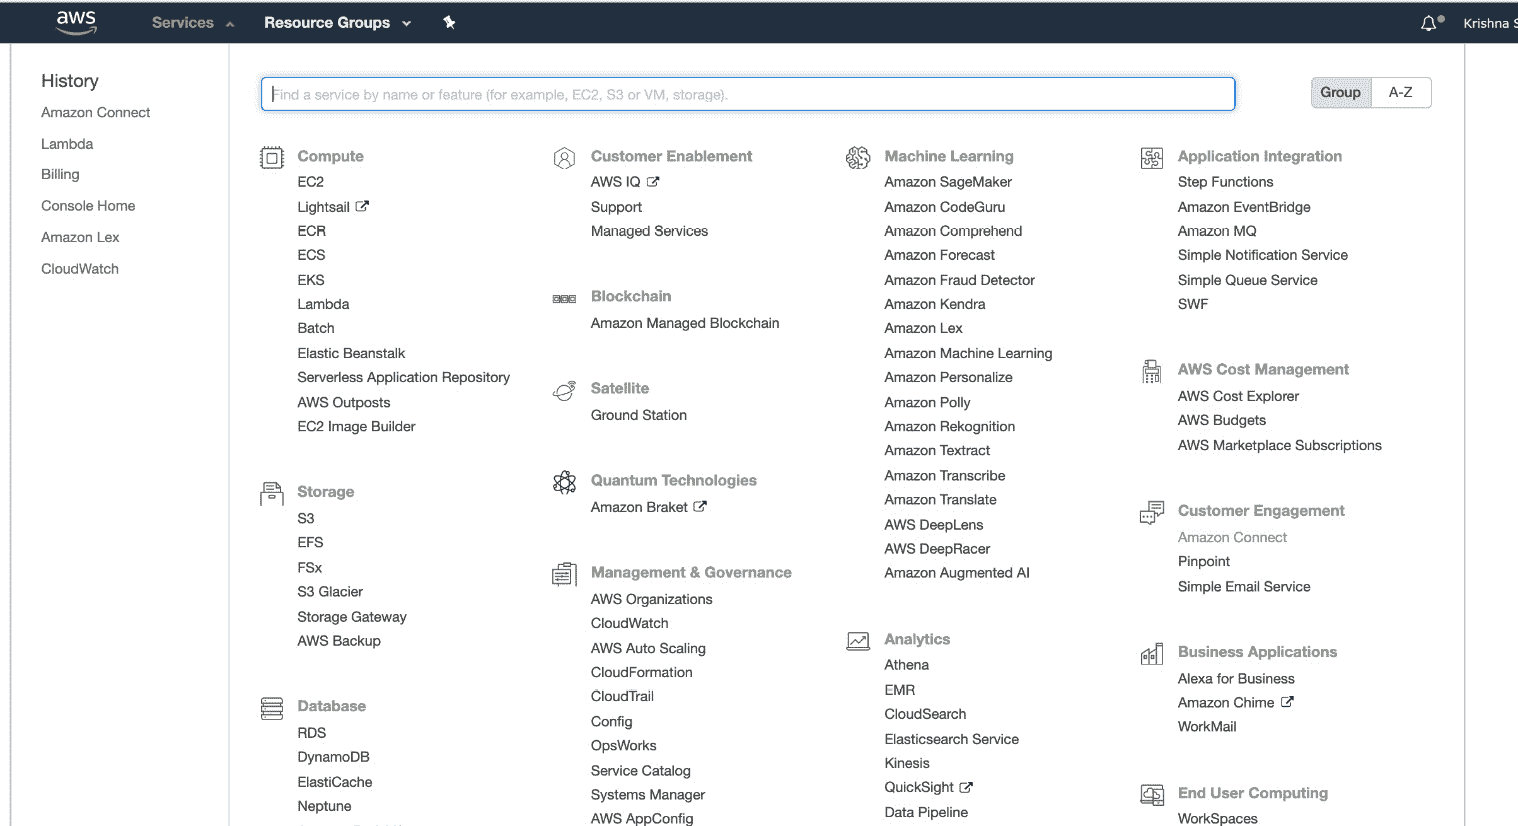 aws
Services
Resource Groups
Krishna S
History
Amazon Connect
Lambda
Billing
Console Home
Amazon Lex
CloudWatch
Find a service by name or feature (for example, EC2, S3 or VM, storage).
Group
A-Z
Compute
EC2
Lightsail
ECR
ECS
EKS
Lambda
Batch
Elastic Beanstalk
Serverless Application Repository
AWS Outposts
EC2 Image Builder
Storage
S3
EFS
FSx
S3 Glacier
Storage Gateway
AWS Backup
Database
RDS
DynamoDB
ElastiCache
Neptune
Customer Enablement
AWS IQ
Support
Managed Services
Blockchain
Amazon Managed Blockchain
Satellite
Ground Station
Quantum Technologies
Amazon Braket
Management & Governance
AWS Organizations
CloudWatch
AWS Auto Scaling
CloudFormation
CloudTrail
Config
OpsWorks
Service Catalog
Systems Manager
AWS AppConfig
Machine Learning
Amazon SageMaker
Amazon CodeGuru
Amazon Comprehend
Amazon Forecast
Amazon Fraud Detector
Amazon Kendra
Amazon Lex
Amazon Machine Learning
Amazon Personalize
Amazon Polly
Amazon Rekognition
Amazon Textract
Amazon Transcribe
Amazon Translate
AWS DeepLens
AWS DeepRacer
Amazon Augmented AI
Analytics
Athena
EMR
CloudSearch
Elasticsearch Service
Kinesis
QuickSight
Data Pipeline
Application Integration
Step Functions
Amazon EventBridge
Amazon MQ
Simple Notification Service
Simple Queue Service
SWF
AWS Cost Management
AWS Cost Explorer
AWS Budgets
AWS Marketplace Subscriptions
Customer Engagement
Amazon Connect
Pinpoint
Simple Email Service
Business Applications
Alexa for Business
Amazon Chime
WorkMail
End User Computing
WorkSpaces